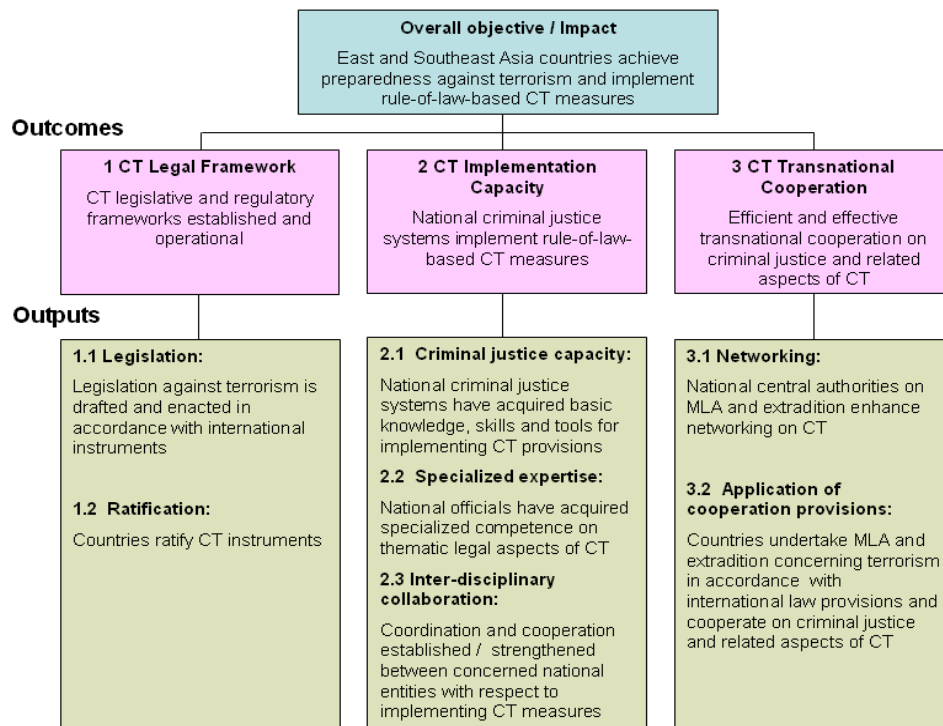 Overall objective / Impact
East and Southeast Asia countries achieve
preparedness against terrorism and implement
rule-of-law-based CT measures
Outcomes
1 CT Legal Framework
CT legislative and regulatory
frameworks established and
operational
2 CT Implementation
Capacity
National criminal justice
systems implement rule-of-law-
based CT measures
3 CT Transnational
Cooperation
Efficient and effective
transnational cooperation on
criminal justice and related
aspects of CT
Outputs
1.1 Legislation:
Legislation against terrorism is
drafted and enacted in
accordance with international
instruments
1.2 Ratification:
Countries ratify CT instruments
2.1 Criminal justice capacity:
National criminal justice
systems have acquired basic
knowledge, skills and tools for
implementing CT provisions
2.2 Specialized expertise:
National officials have acquired
specialized competence on
thematic legal aspects of CT
2.3 Inter-disciplinary
collaboration:
Coordination and cooperation
established / strengthened
between concerned national
entities with respect to
implementing CT measures
3.1 Networking:
National central authorities on
MLA and extradition enhance
networking on CT
3.2 Application of
cooperation provisions:
Countries undertake MLA and
extradition concerning terrorism
in accordance with
international law provisions and
cooperate on criminal justice
and related aspects of CT